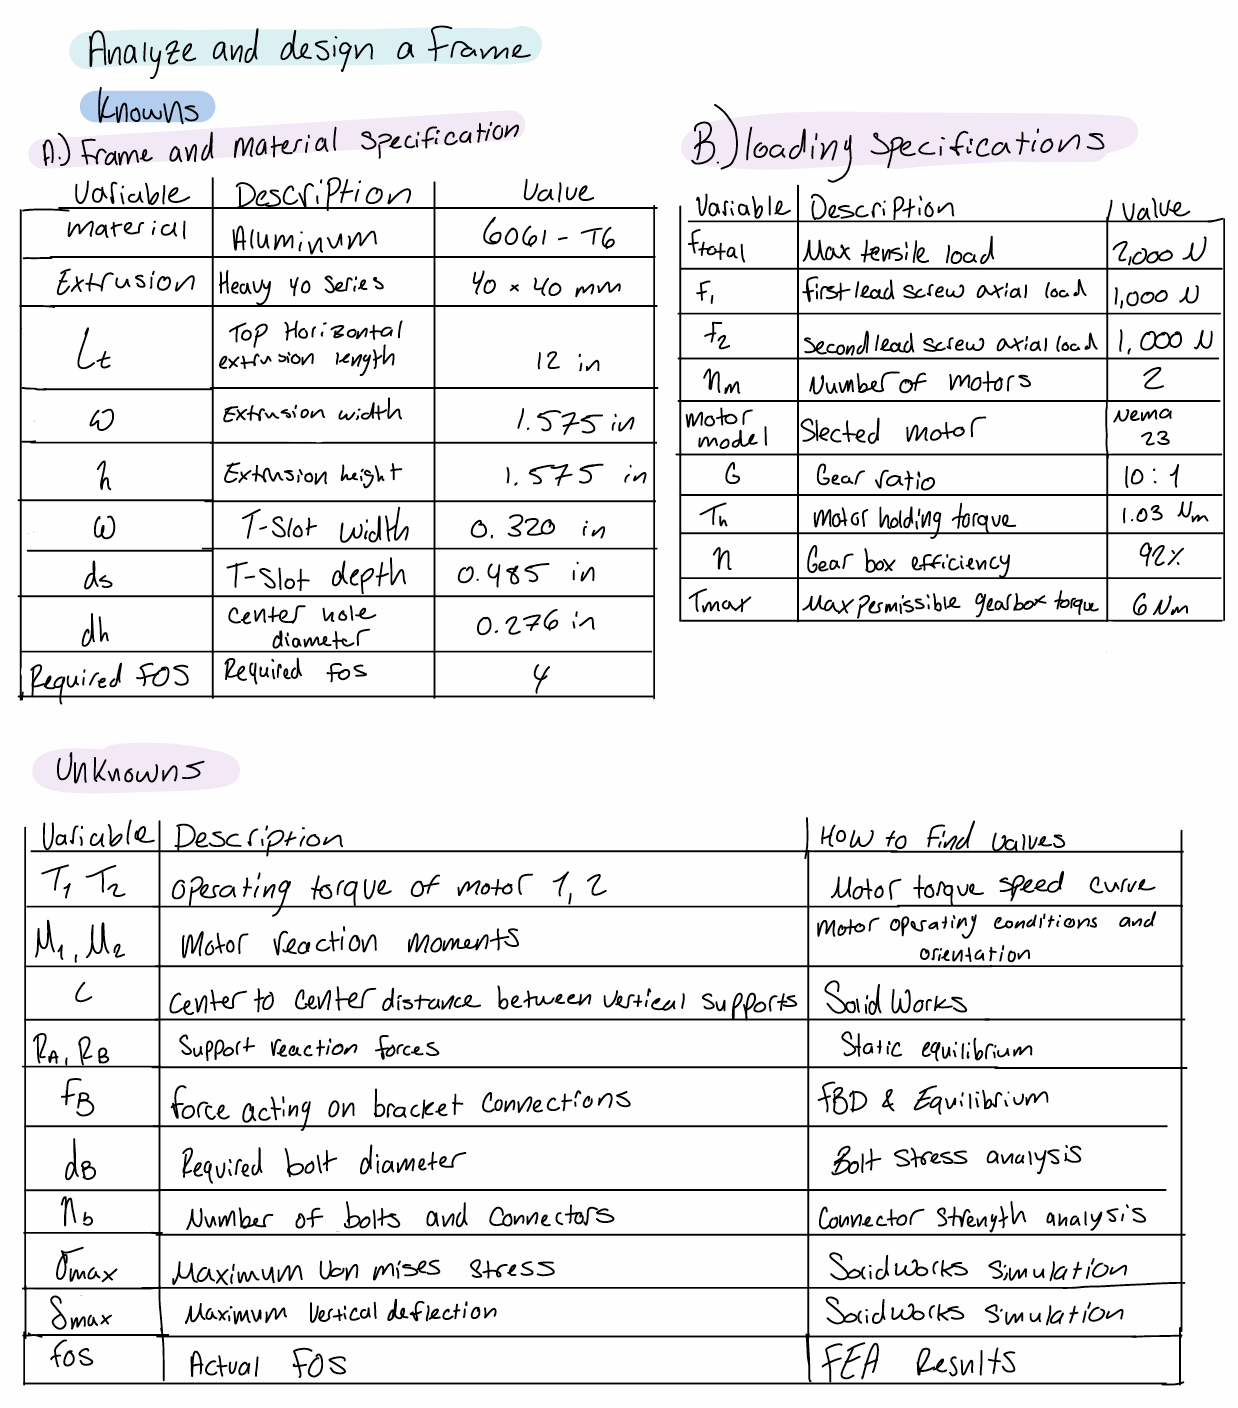 Analyze and design a Frame
Knowns
A.) Frame and Material Specification
Variable Description Value
material Aluminum 6061-T6
Extrusion Heavy 40 Series 40 × 40 mm
Lt Top Horizontal extrusion length 12 in
ω Extrusion width 1.575 in
h Extrusion height 1.575 in
ω T-Slot width 0.320 in
ds T-Slot depth 0.485 in
dh center hole diameter 0.276 in
Required FOS Required fos 4
B.) loading Specifications
Variable Description Value
ftotal Max tensile load 2,000 N
F1 first lead screw axial load 1,000 N
F2 second lead screw axial load 1,000 N
nm Number of motors 2
motor model Slected motor Nema 23
G Gear ratio 10:1
Th motor holding torque 1.03 Nm
n Gear box efficiency 92%
Tmax Max permissible gearbox torque 6 Nm
Unknowns
Variable Description How to Find values
T1 T2 operating torque of motor 1, 2 Motor torque speed curve
M1, M2 Motor reaction moments Motor operating conditions and orientation
C Center to center distance between vertical supports Solid Works
RA, RB Support reaction forces Static equilibrium
fB force acting on bracket connections fBD & Equilibrium
dB Required bolt diameter Bolt stress analysis
nb Number of bolts and connectors Connector strength analysis
σmax Maximum Von mises stress Solidworks simulation
δmax Maximum vertical deflection Solidworks simulation
fos Actual FOS FEA Results